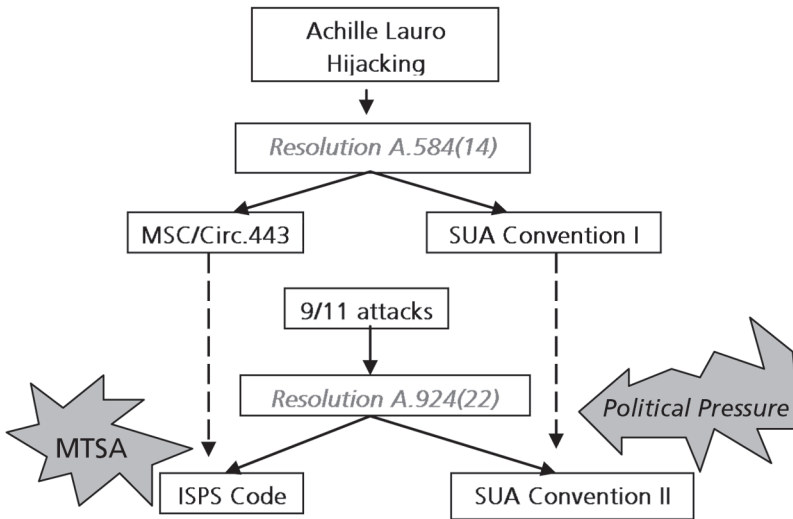 Achille Lauro
Hijacking
Resolution A.584(14)
MSC/Circ.443
SUA Convention I
9/11 attacks
Resolution A.924(22)
Political Pressure
MTSA
ISPS Code
SUA Convention II